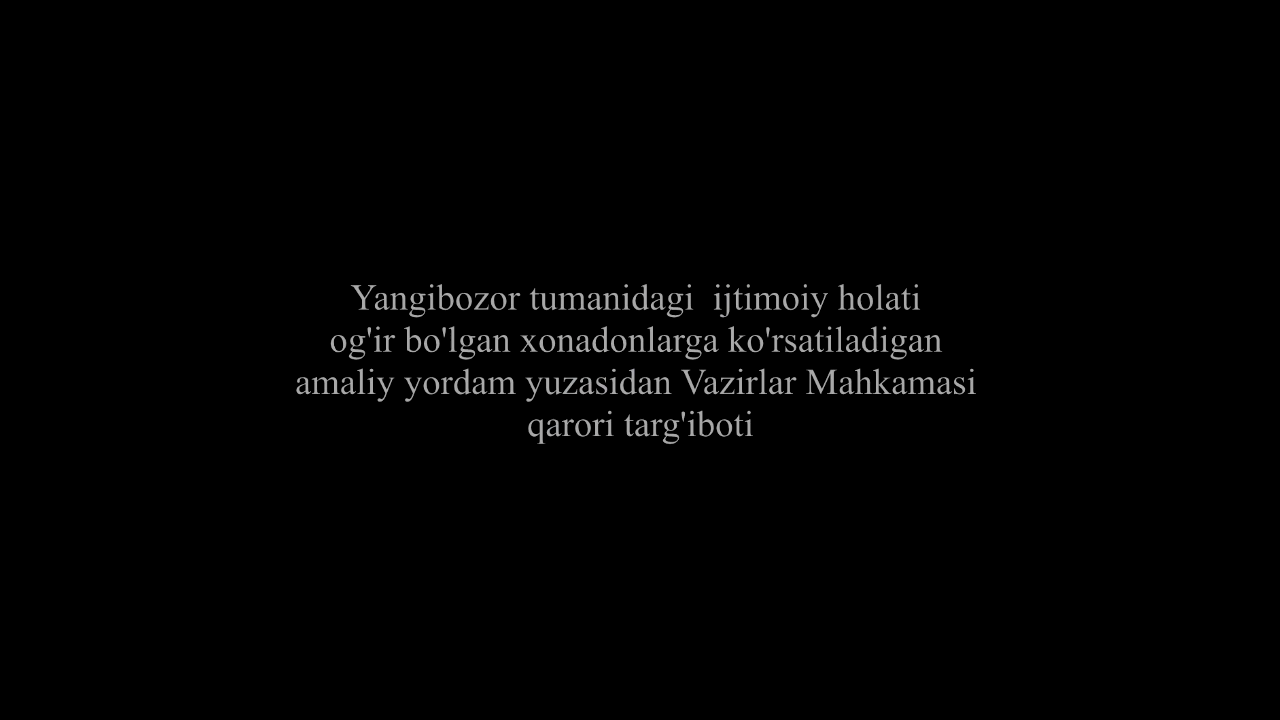 Yangibozor tumanidagi  ijtimoiy holati
og'ir bo'lgan xonadonlarga ko'rsatiladigan
amaliy yordam yuzasidan Vazirlar Mahkamasi
qarori targ'iboti